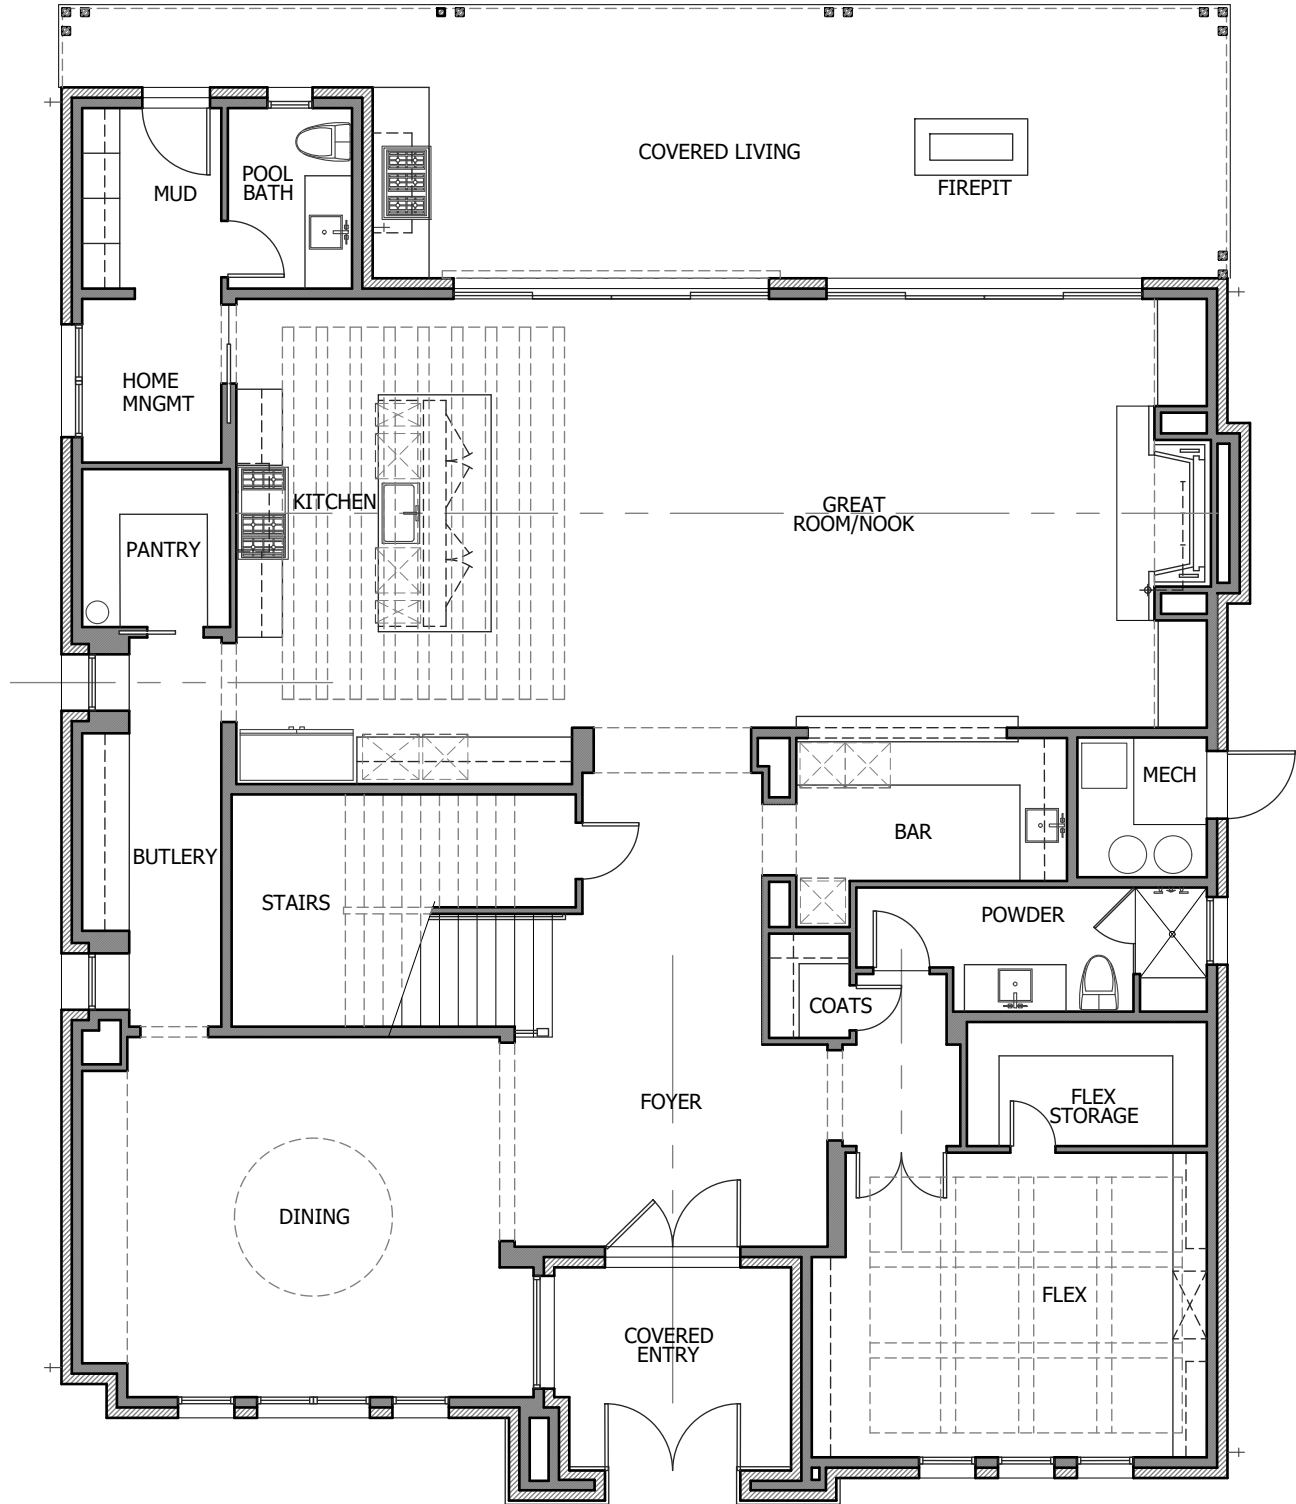 COVERED LIVING
FIREPIT
POOL
BATH
MUD
HOME
MNGMT
KITCHEN
GREAT
ROOM/NOOK
PANTRY
MECH
BAR
BUTLERY
STAIRS
POWDER
COATS
FOYER
FLEX
STORAGE
DINING
FLEX
COVERED
ENTRY